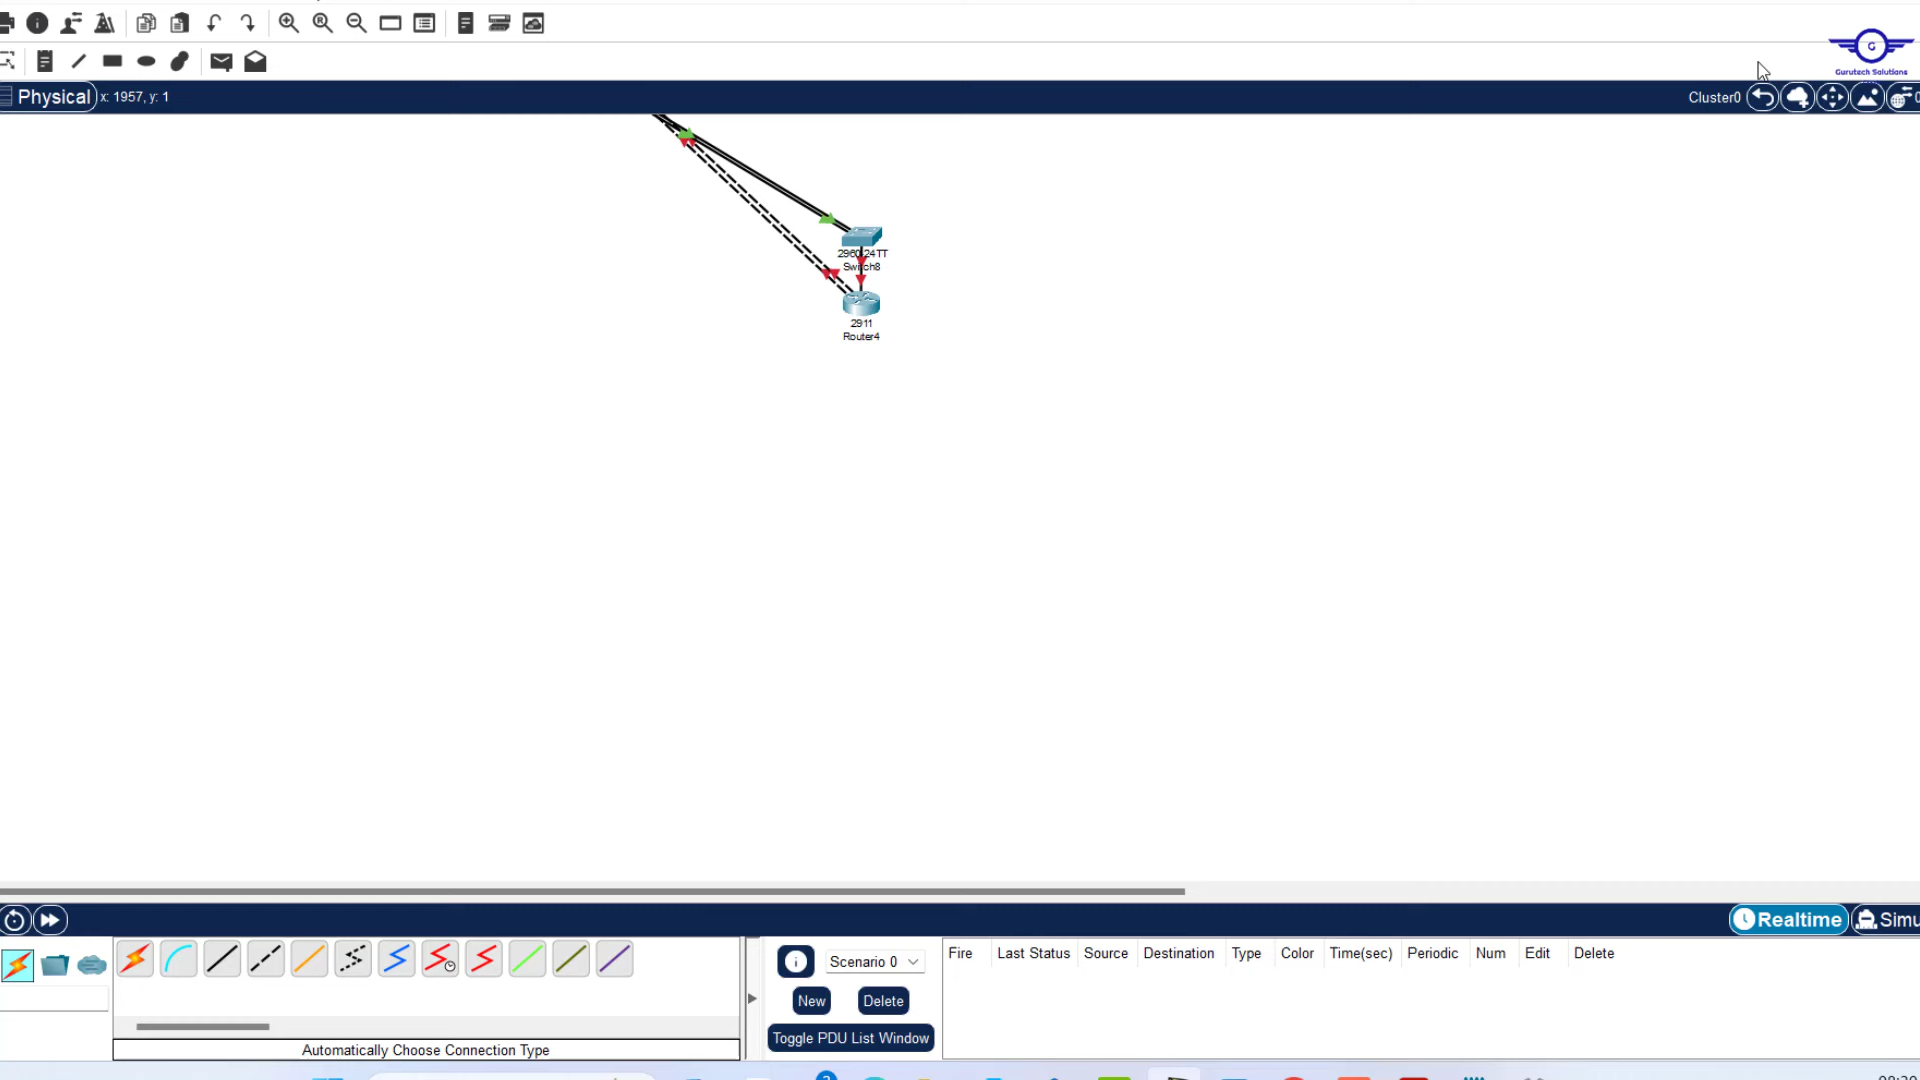 G
Gurutech Solutions
Physical x: 1957, y: 1
Cluster0
2960-24TT
Switch8
2911
Router4
Realtime
Simu
Scenario 0
Fire Last Status Source Destination Type Color Time(sec) Periodic Num Edit Delete
New Delete
Toggle PDU List Window
Automatically Choose Connection Type